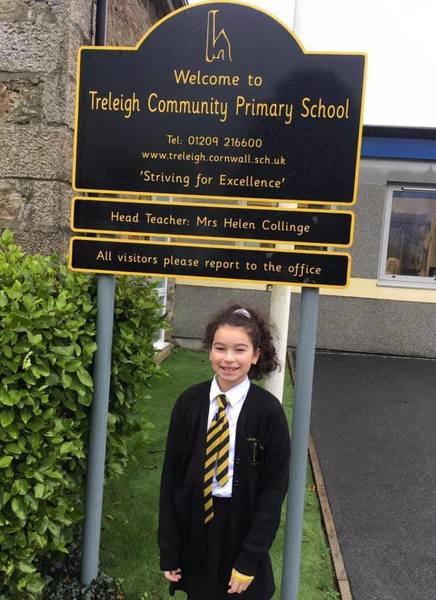 Welcome to
Treleigh Community Primary School
Tel: 01209 216600
www.treleigh.cornwall.sch.uk
'Striving for Excellence'
Head Teacher: Mrs Helen Collinge
All visitors please report to the office